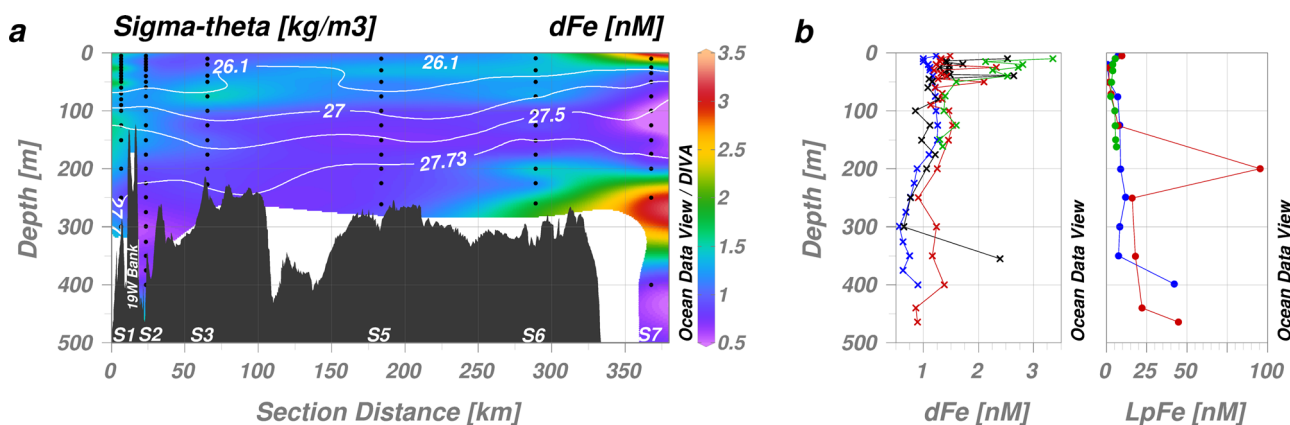 a
Sigma-theta [kg/m3]
dFe [nM]
Depth [m]
0
100
200
300
400
500
26.1
26.1
27
27.5
27.73
27
19W Bank
S1
S2
S3
S5
S6
S7
0
50
100
150
200
250
300
350
Section Distance [km]
3.5
3
2.5
2
1.5
1
0.5
Ocean Data View / DIVA
b
Depth [m]
0
100
200
300
400
500
1
2
3
dFe [nM]
Ocean Data View
0
25
50
100
LpFe [nM]
Ocean Data View